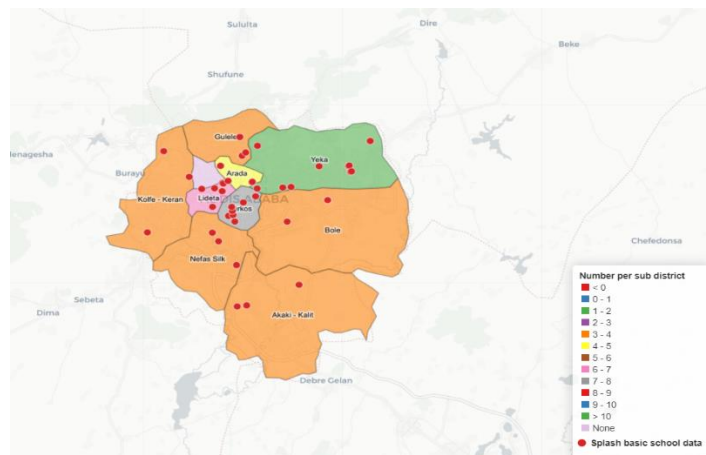 Sululta
Dire
Beke
Shufune
Gulele
Yeka
Burayu
Arada
Kolfe - Keran
Lideta
rkos
Bole
Chefedonsa
Nefas Silk
Number per sub district
< 0
0 - 1
1 - 2
2 - 3
3 - 4
4 - 5
5 - 6
6 - 7
7 - 8
8 - 9
9 - 10
> 10
None
Splash basic school data
Sebeta
Dima
Akaki - Kalit
Debre Gelan